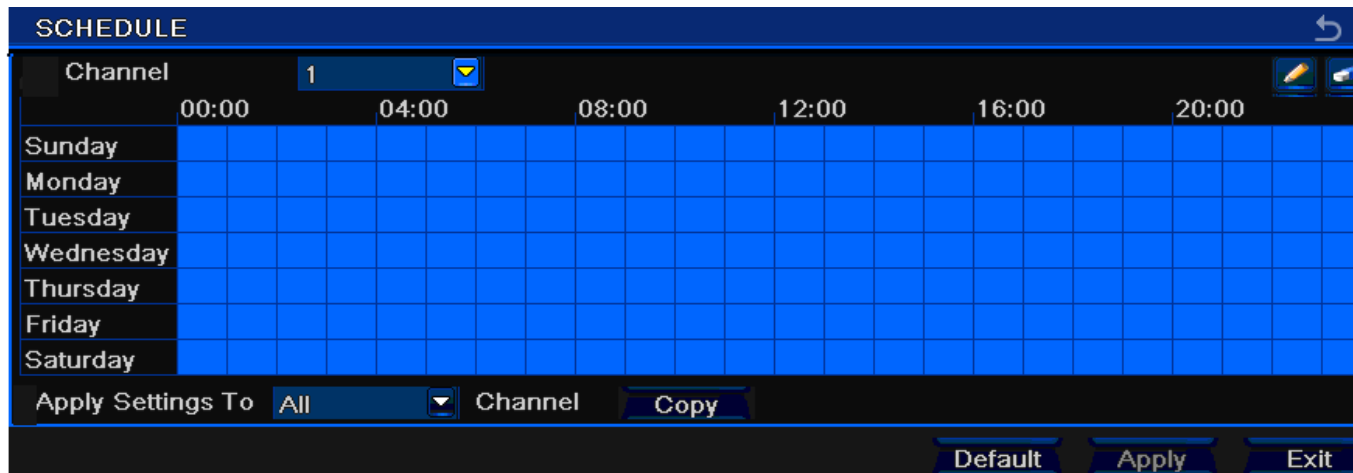 SCHEDULE
Channel 1
00:00 04:00 08:00 12:00 16:00 20:00
Sunday
Monday
Tuesday
Wednesday
Thursday
Friday
Saturday
Apply Settings To All Channel Copy
Default Apply Exit